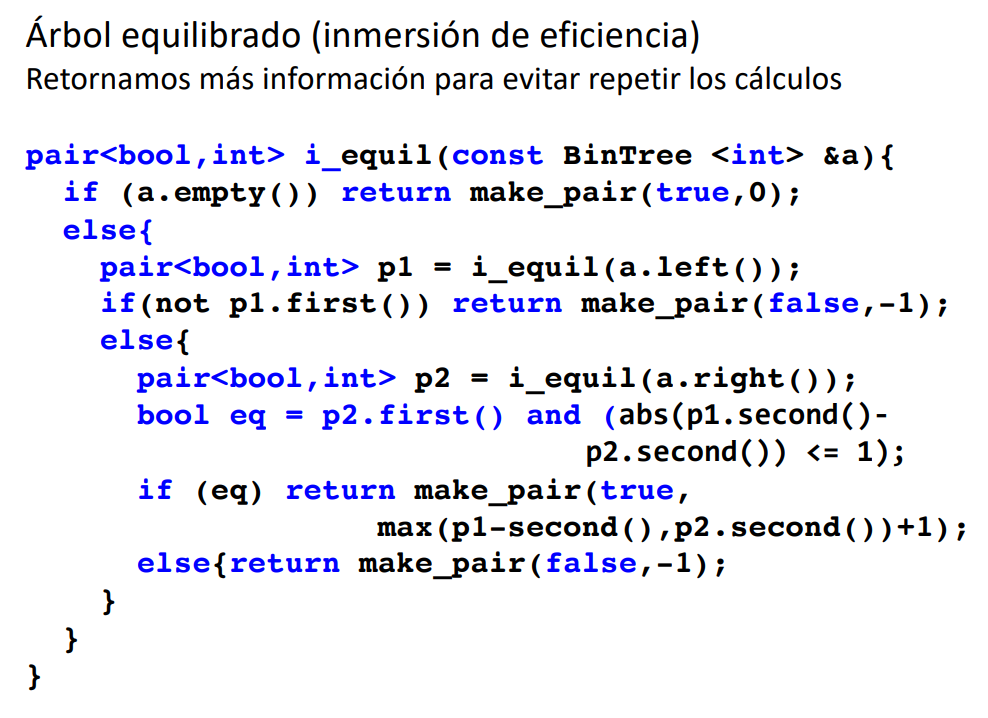 Árbol equilibrado (inmersión de eficiencia)
Retornamos más información para evitar repetir los cálculos
pair<bool,int> i_equil(const BinTree <int> &a){
if (a.empty()) return make_pair(true,0);
else{
pair<bool,int> p1 = i_equil(a.left());
if(not p1.first()) return make_pair(false,-1);
else{
pair<bool,int> p2 = i_equil(a.right());
bool eq = p2.first() and (abs(p1.second()-
p2.second()) <= 1);
if (eq) return make_pair(true,
max(p1-second(),p2.second())+1);
else{return make_pair(false,-1);
}
}
}